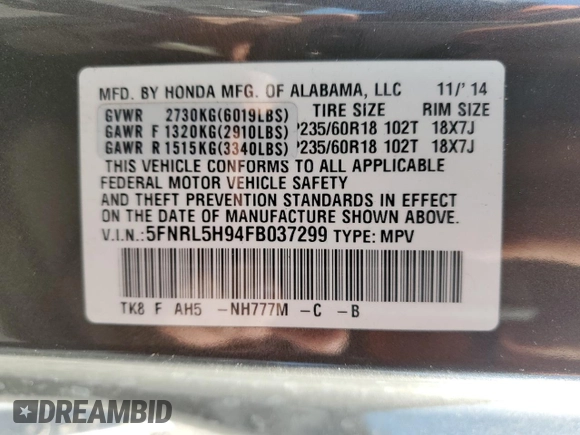 MFD. BY HONDA MFG. OF ALABAMA, LLC 11/'14
GVWR 2730KG(6019LBS) TIRE SIZE RIM SIZE
GAWR F 1320KG(2910LBS) P235/60R18 102T 18X7J
GAWR R 1515KG(3340LBS) P235/60R18 102T 18X7J
THIS VEHICLE CONFORMS TO ALL APPLICABLE
FEDERAL MOTOR VEHICLE SAFETY
AND THEFT PREVENTION STANDARDS IN EFFECT
ON THE DATE OF MANUFACTURE SHOWN ABOVE.
V.I.N.: 5FNRL5H94FB037299 TYPE: MPV
TK8 F AH5 -NH777M -C -B
DREAMBID